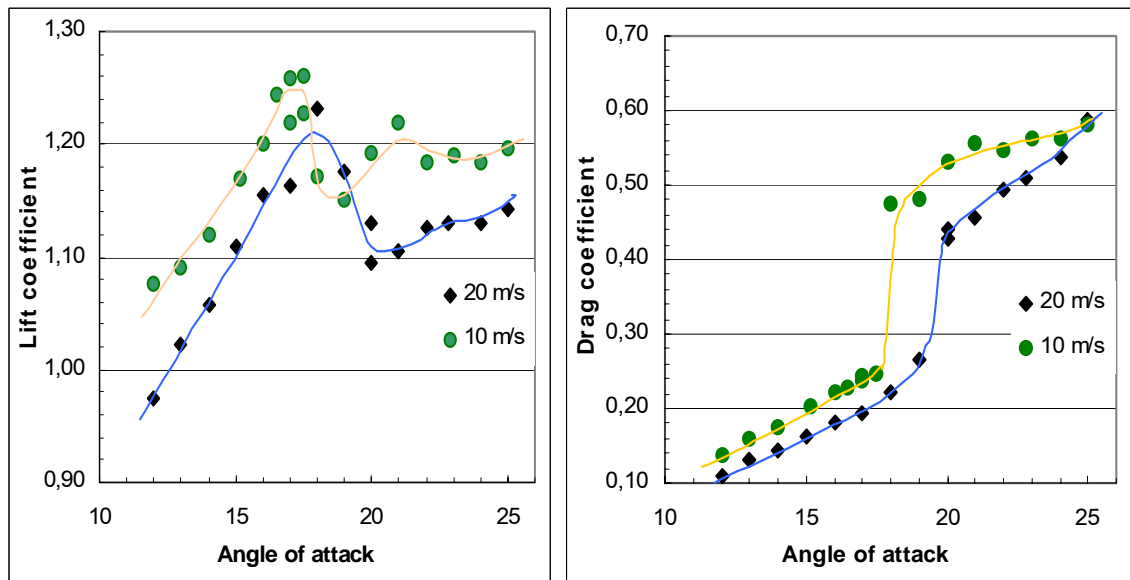 1,30
1,20
1,10
1,00
0,90
Lift coefficient
20 m/s
10 m/s
10
15
20
25
Angle of attack
0,70
0,60
0,50
0,40
0,30
0,20
0,10
Drag coefficient
20 m/s
10 m/s
10
15
20
25
Angle of attack